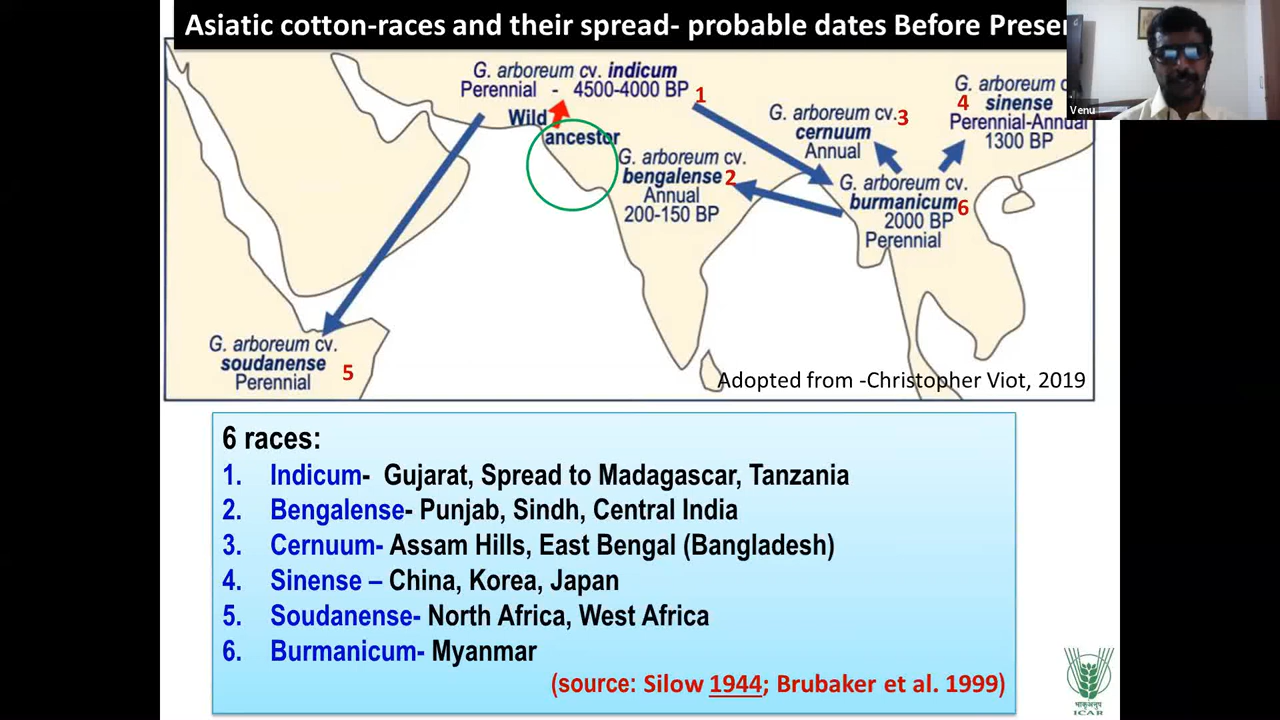 Asiatic cotton-races and their spread- probable dates Before Presen
Venu
G. arboreum cv. indicum
Perennial - 4500-4000 BP 1
Wild
ancestor
G. arboreum cv.
bengalense 2
Annual
200-150 BP
G. arboreum cv. 3
cernuum
Annual
G. arboreum c
4 sinense
Perennial-Annual
1300 BP
G. arboreum cv.
burmanicum 6
2000 BP
Perennial
G. arboreum cv.
soudanense 5
Perennial
Adopted from -Christopher Viot, 2019
6 races:
1. Indicum- Gujarat, Spread to Madagascar, Tanzania
2. Bengalense- Punjab, Sindh, Central India
3. Cernuum- Assam Hills, East Bengal (Bangladesh)
4. Sinense – China, Korea, Japan
5. Soudanense- North Africa, West Africa
6. Burmanicum- Myanmar
(source: Silow 1944; Brubaker et al. 1999)
भाकृअनुप
ICAR